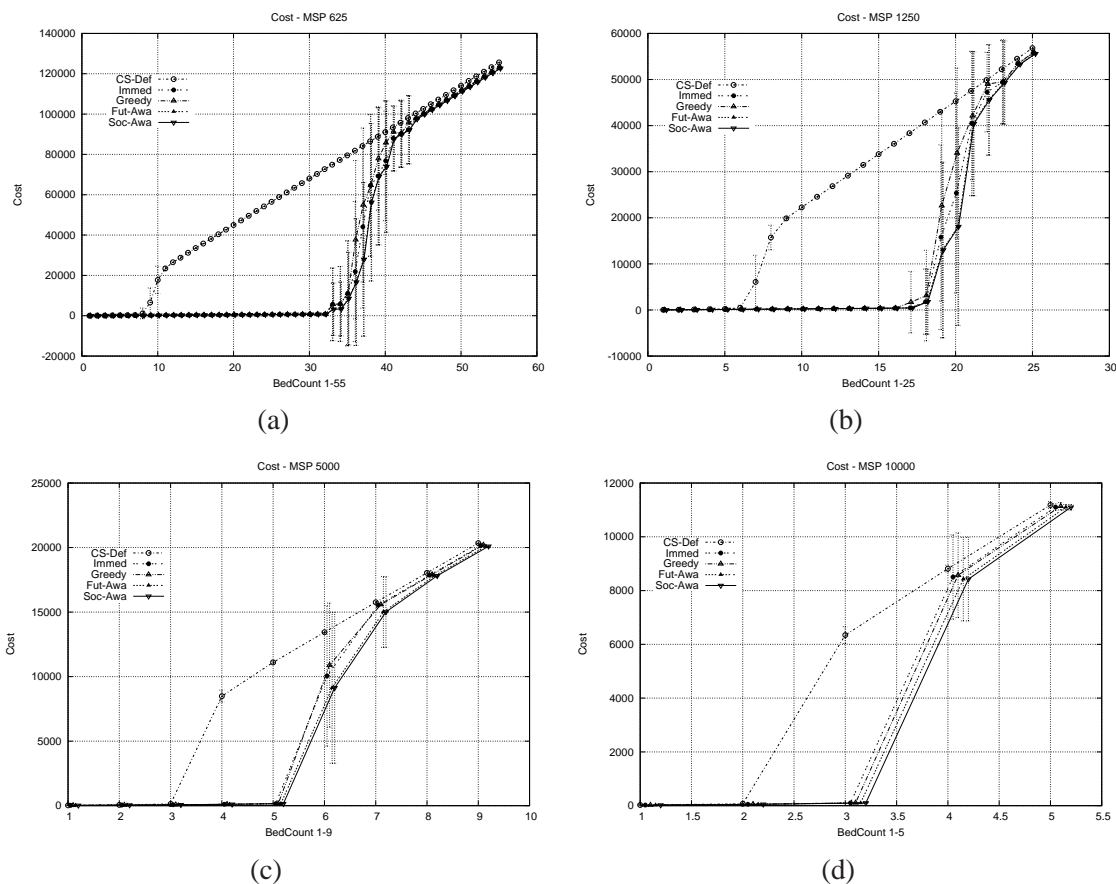 Cost - MSP 625
140000
120000
100000
80000
60000
40000
20000
0
-20000
Cost
CS-Def
Immed
Greedy
Fut-Awa
Soc-Awa
0 10 20 30 40 50 60
BedCount 1-55
(a)
Cost - MSP 1250
60000
50000
40000
30000
20000
10000
0
-10000
Cost
CS-Def
Immed
Greedy
Fut-Awa
Soc-Awa
0 5 10 15 20 25 30
BedCount 1-25
(b)
Cost - MSP 5000
25000
20000
15000
10000
5000
0
Cost
CS-Def
Immed
Greedy
Fut-Awa
Soc-Awa
1 2 3 4 5 6 7 8 9 10
BedCount 1-9
(c)
Cost - MSP 10000
12000
10000
8000
6000
4000
2000
0
Cost
CS-Def
Immed
Greedy
Fut-Awa
Soc-Awa
1 1.5 2 2.5 3 3.5 4 4.5 5 5.5
BedCount 1-5
(d)